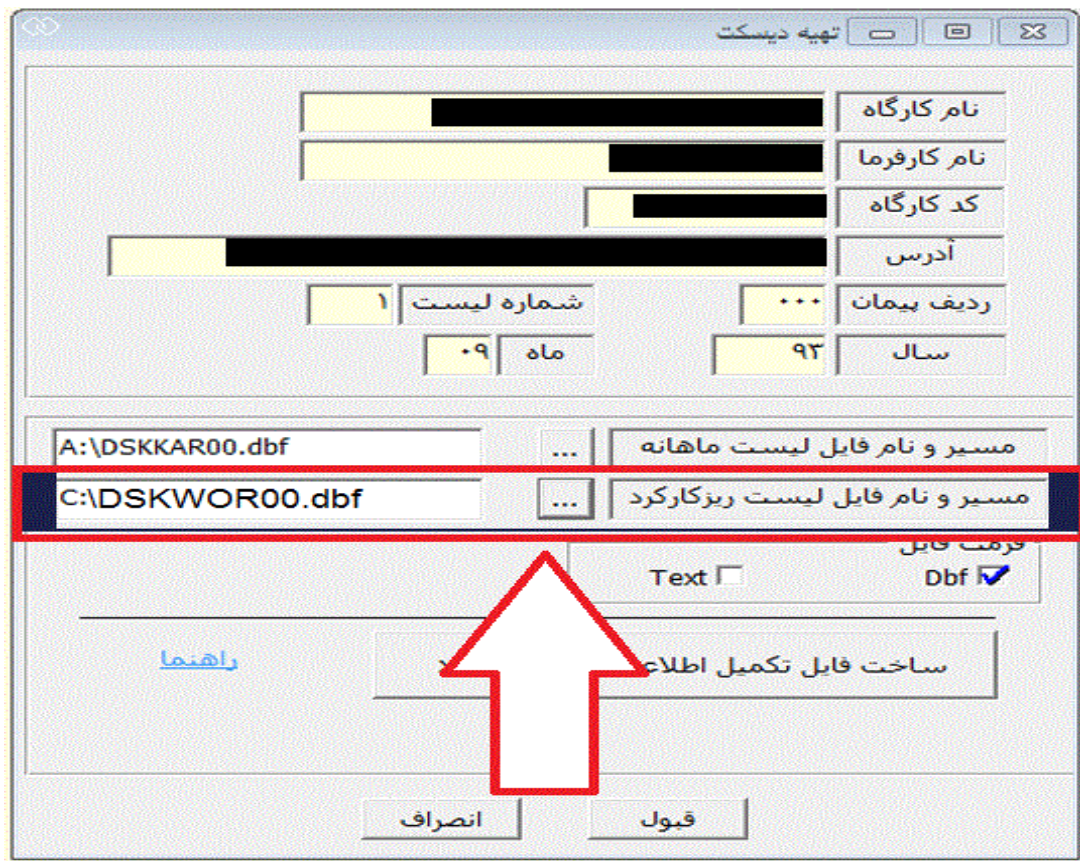 تهیه دیسکت
نام کارگاه
نام کارفرما
کد کارگاه
آدرس
ردیف پیمان ۰۰۰ شماره لیست ۱
سال ۹۳ ماه ۰۹
مسیر و نام فایل لیست ماهانه ... A:\DSKKAR00.dbf
مسیر و نام فایل لیست ریزکارکرد ... C:\DSKWOR00.dbf
فرمت فایل
Dbf Text
ساخت فایل تکمیل راهنما
قبول انصراف